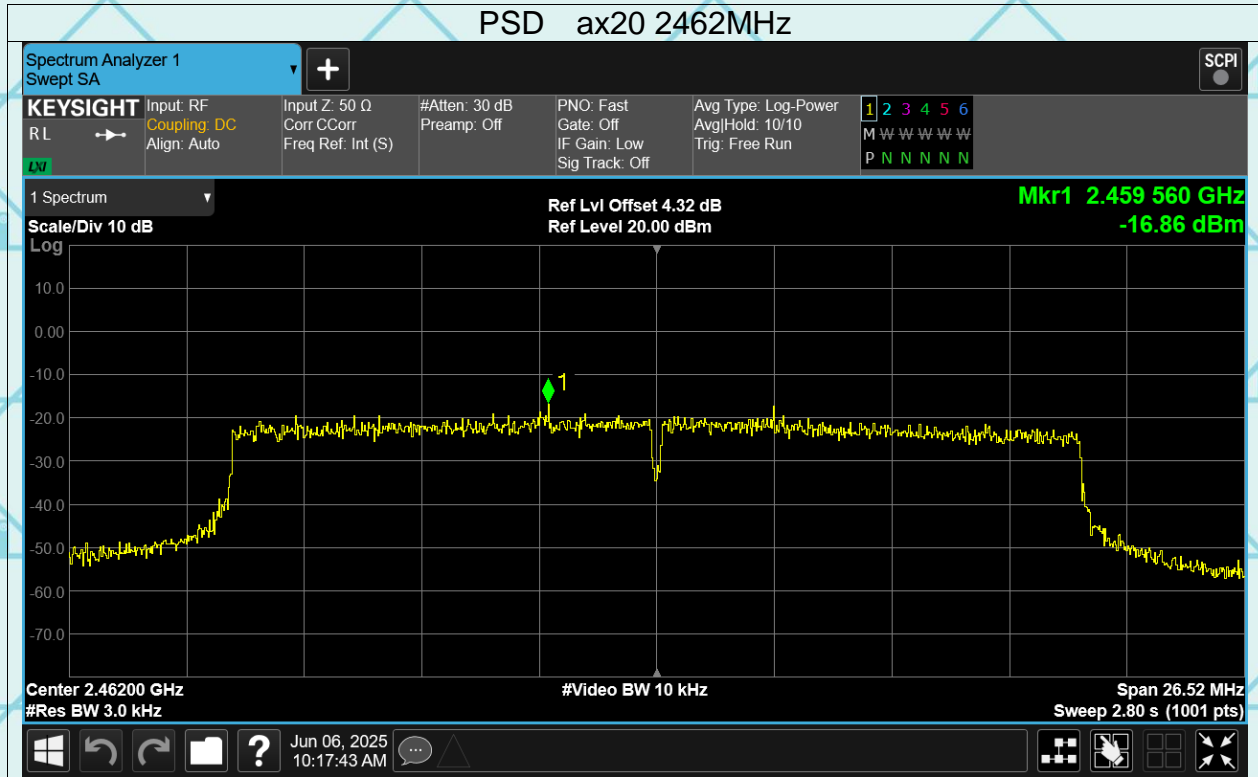 PSD ax20 2462MHz
Spectrum Analyzer 1
Swept SA
SCPI
KEYSIGHT
R L
LXI
Input: RF
Coupling: DC
Align: Auto
Input Z: 50 Ω
Corr CCorr
Freq Ref: Int (S)
#Atten: 30 dB
Preamp: Off
PNO: Fast
Gate: Off
IF Gain: Low
Sig Track: Off
Avg Type: Log-Power
Avg|Hold: 10/10
Trig: Free Run
1 2 3 4 5 6
M W W W W W
P N N N N N
1 Spectrum
Scale/Div 10 dB
Ref Lvl Offset 4.32 dB
Ref Level 20.00 dBm
Mkr1 2.459 560 GHz
-16.86 dBm
Log
10.0
0.00
-10.0
-20.0
-30.0
-40.0
-50.0
-60.0
-70.0
1
Center 2.46200 GHz
#Res BW 3.0 kHz
#Video BW 10 kHz
Span 26.52 MHz
Sweep 2.80 s (1001 pts)
?
Jun 06, 2025
10:17:43 AM